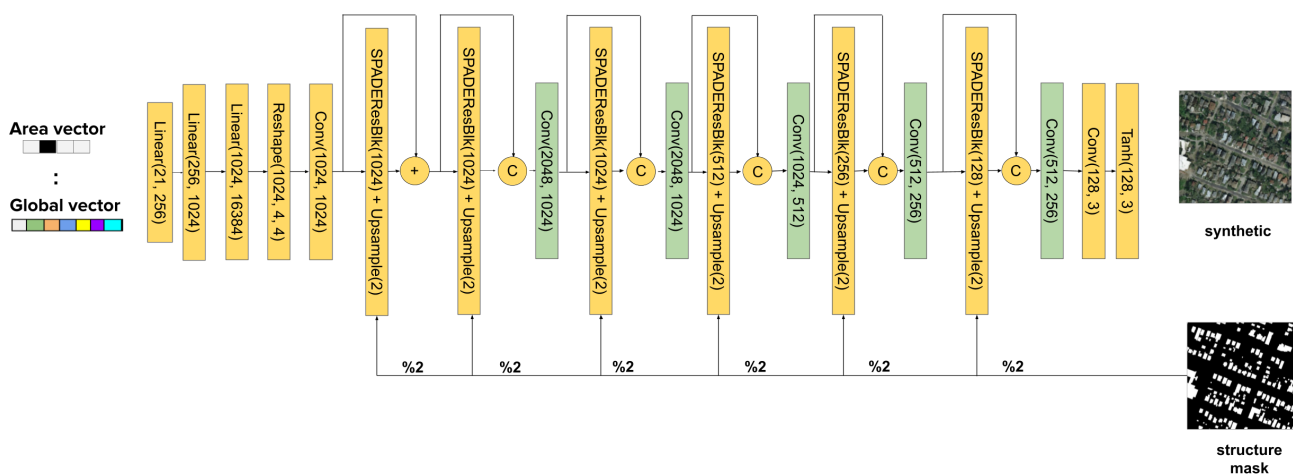 Area vector
:
Global vector
Linear(21, 256)
Linear(256, 1024)
Linear(1024, 16384)
Reshape(1024, 4, 4)
Conv(1024, 1024)
SPADEResBlk(1024) + Upsample(2)
+
SPADEResBlk(1024) + Upsample(2)
C
Conv(2048, 1024)
SPADEResBlk(1024) + Upsample(2)
C
Conv(2048, 1024)
SPADEResBlk(512) + Upsample(2)
C
Conv(1024, 512)
SPADEResBlk(256) + Upsample(2)
C
Conv(512, 256)
SPADEResBlk(128) + Upsample(2)
C
Conv(512, 256)
Conv(128, 3)
Tanh(128, 3)
synthetic
%2
%2
%2
%2
%2
%2
structure
mask